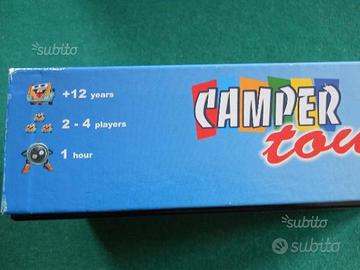 subito
+12 years
2 - 4 players
1 hour
CAMPER
tou
subito
subito